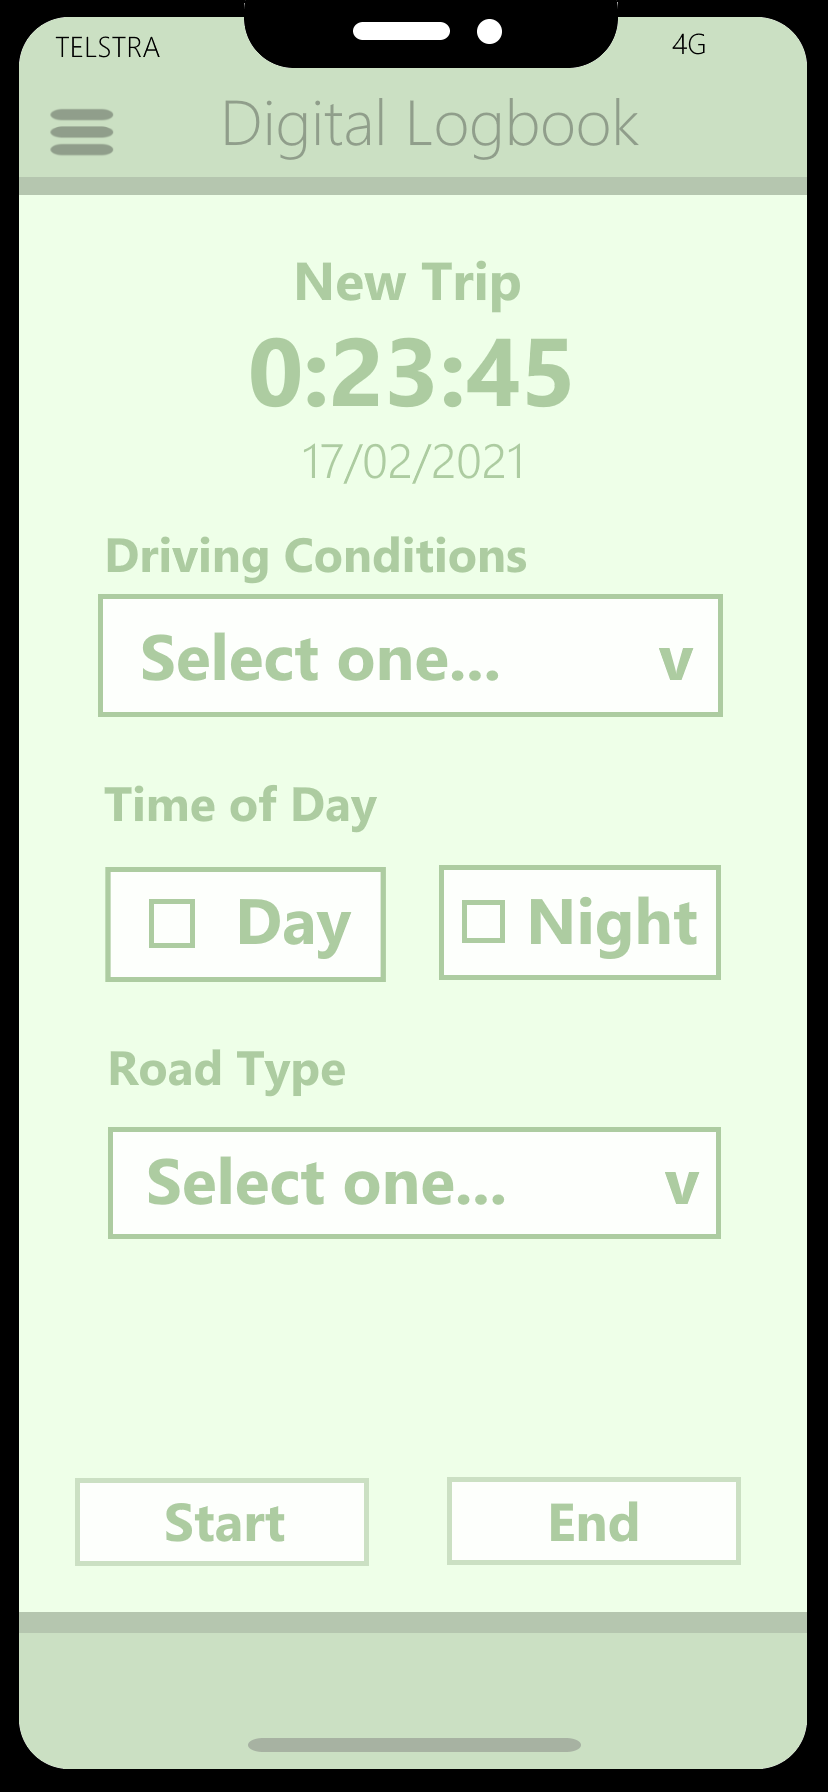 TELSTRA 4G
Digital Logbook
New Trip
0:23:45
17/02/2021
Driving Conditions
Select one... v
Time of Day
Day Night
Road Type
Select one... v
Start End